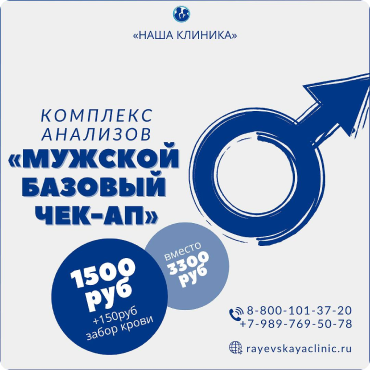 «НАША КЛИНИКА»
КОМПЛЕКС
АНАЛИЗОВ
«МУЖСКОЙ
БАЗОВЫЙ
ЧЕК-АП»
1500
руб
+150руб
забор крови
вместо
3300
руб
8-800-101-37-20
+7-989-769-50-78
rayevskayaclinic.ru